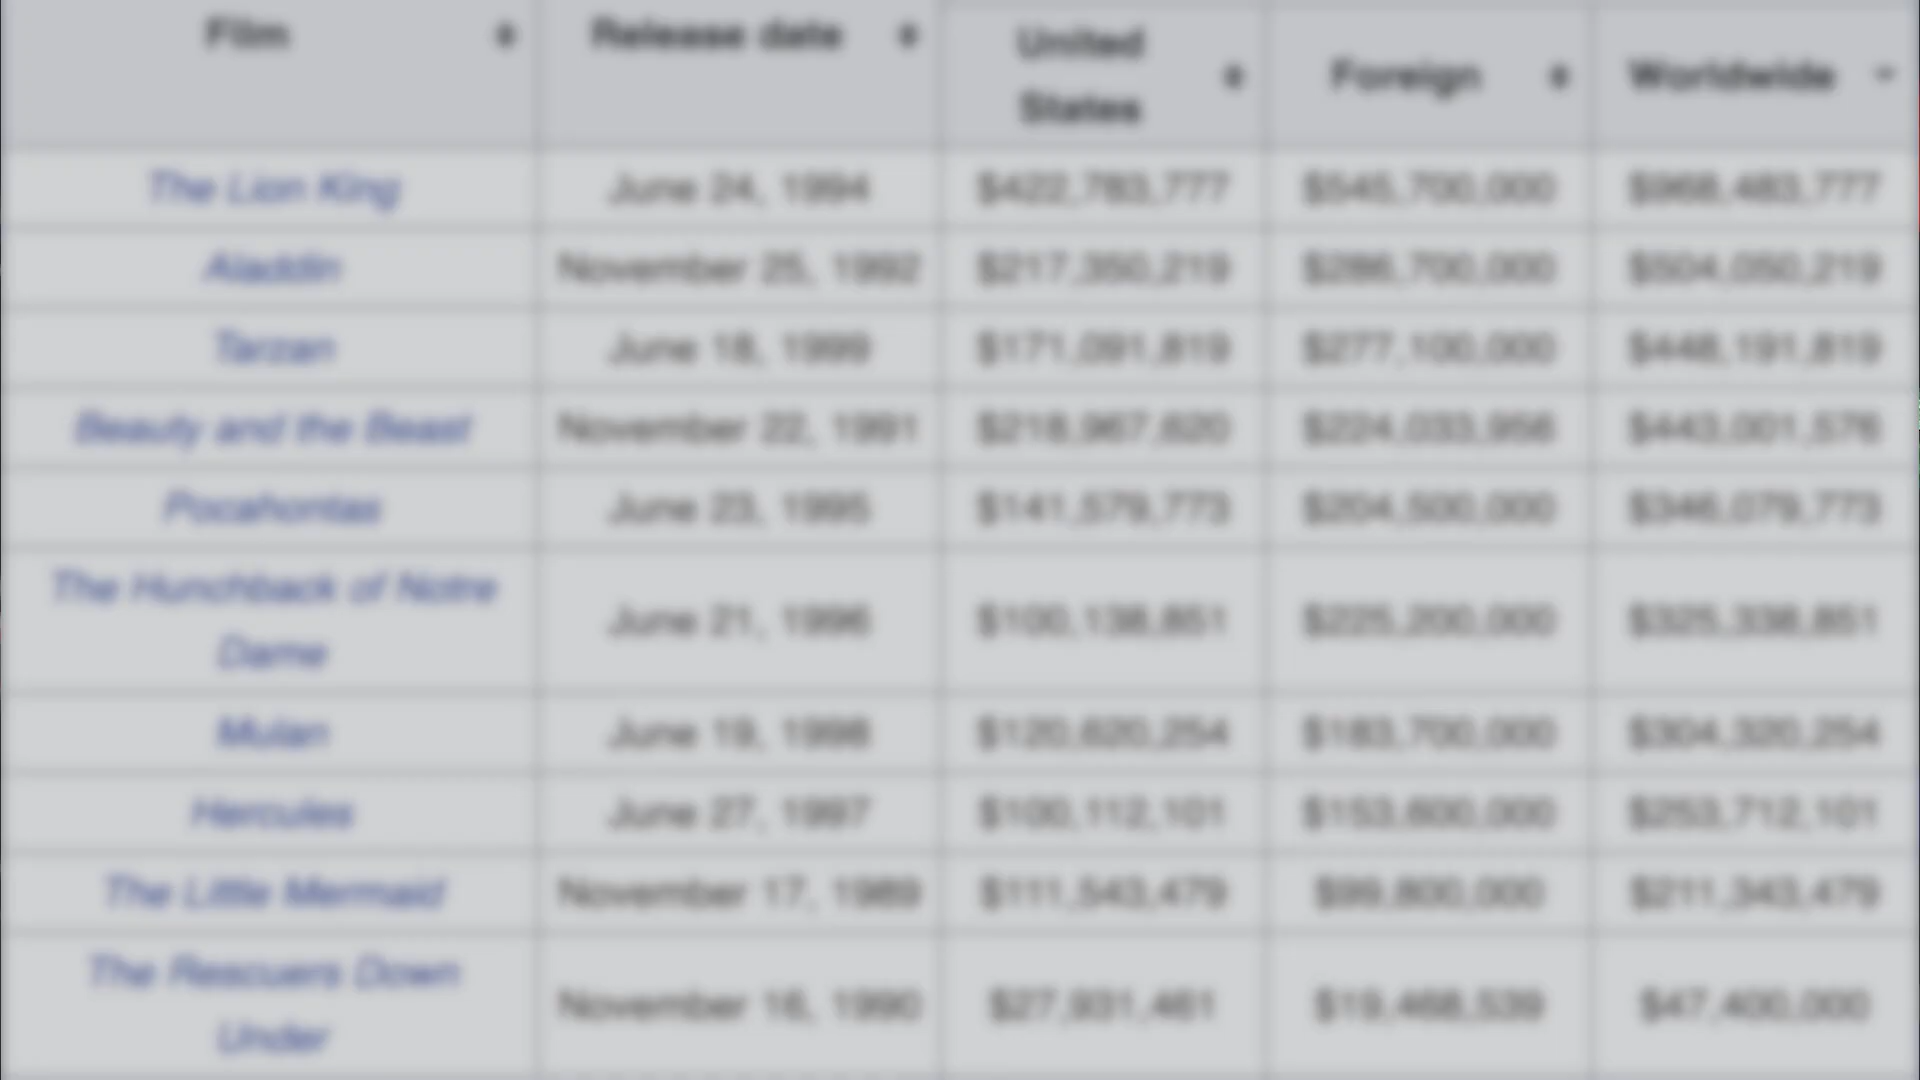 Film Release date United States Foreign Worldwide
The Lion King June 24, 1994 $422,783,777 $545,700,000 $968,483,777
Aladdin November 25, 1992 $217,350,219 $286,700,000 $504,050,219
Tarzan June 18, 1999 $171,091,819 $277,100,000 $448,191,819
Beauty and the Beast November 22, 1991 $218,967,620 $224,033,956 $443,001,576
Pocahontas June 23, 1995 $141,579,773 $204,500,000 $346,079,773
The Hunchback of Notre Dame June 21, 1996 $100,138,851 $225,200,000 $325,338,851
Mulan June 19, 1998 $120,620,254 $183,700,000 $304,320,254
Hercules June 27, 1997 $100,112,101 $153,600,000 $253,712,101
The Little Mermaid November 17, 1989 $111,543,479 $99,800,000 $211,343,479
The Rescuers Down Under November 16, 1990 $27,931,461 $19,468,539 $47,400,000